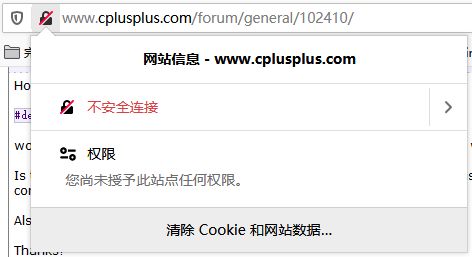 www.cplusplus.com/forum/general/102410/
网站信息 - www.cplusplus.com
Ho
不安全连接
#de
wo
权限
您尚未授予此站点任何权限。
Is
con
Als
清除 Cookie 和网站数据...
Thanks!